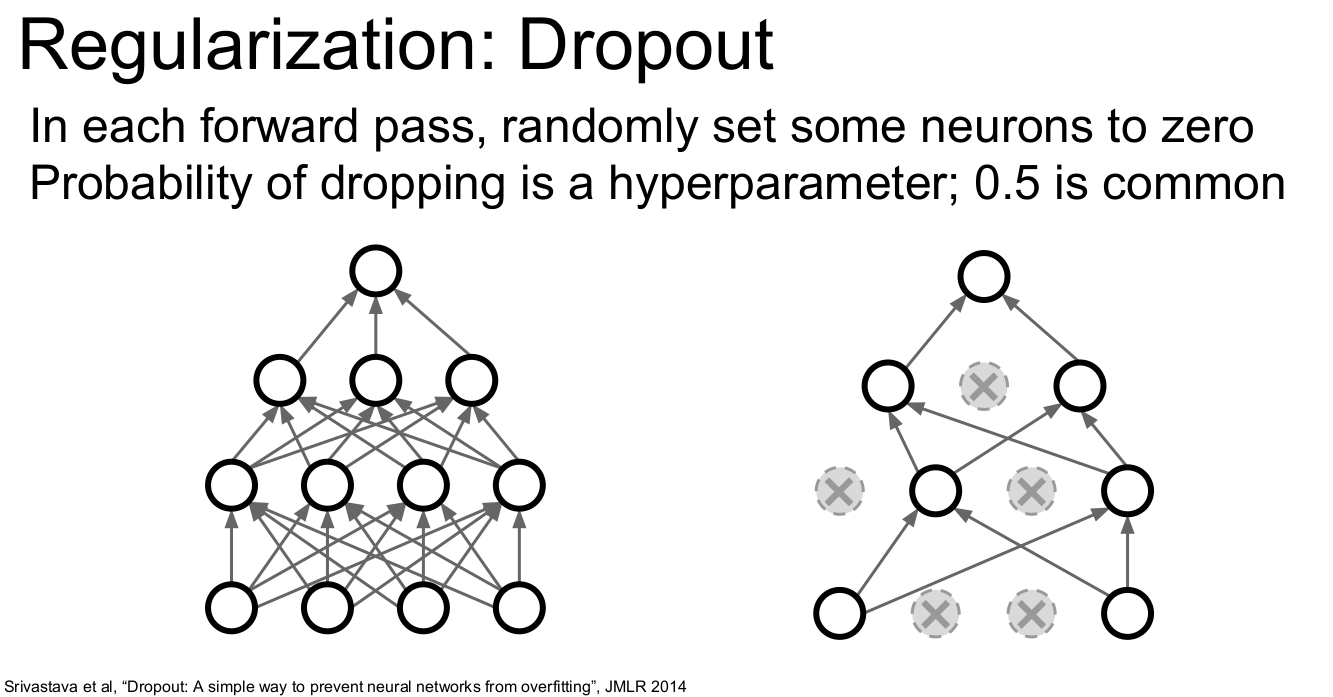 Regularization: Dropout
In each forward pass, randomly set some neurons to zero
Probability of dropping is a hyperparameter; 0.5 is common
Srivastava et al, “Dropout: A simple way to prevent neural networks from overfitting”, JMLR 2014